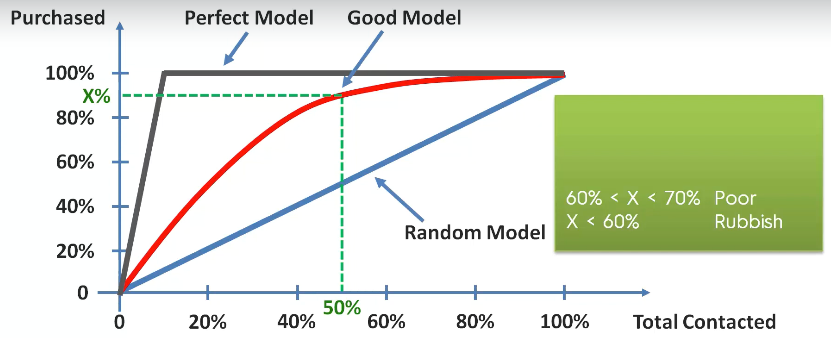 Purchased
Perfect Model
Good Model
100%
X%
80%
60%
40%
20%
0
60% < X < 70% Poor
X < 60% Rubbish
Random Model
50%
0
20%
40%
60%
80%
100%
Total Contacted